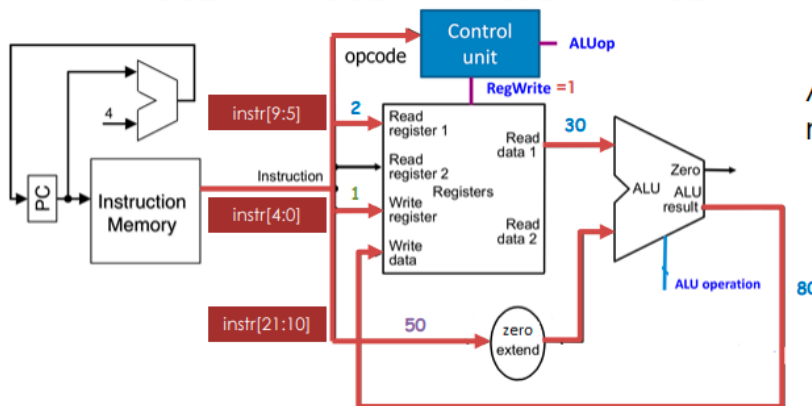 Control
unit
opcode
ALUop
RegWrite =1
4
instr[9:5]
2
Read
register 1
Read
data 1
30
Read
register 2
Instruction
Registers
PC
Instruction
Memory
instr[4:0]
1
Write
register
Write
data
Read
data 2
Zero
ALU
ALU
result
ALU operation
80
instr[21:10]
50
zero
extend